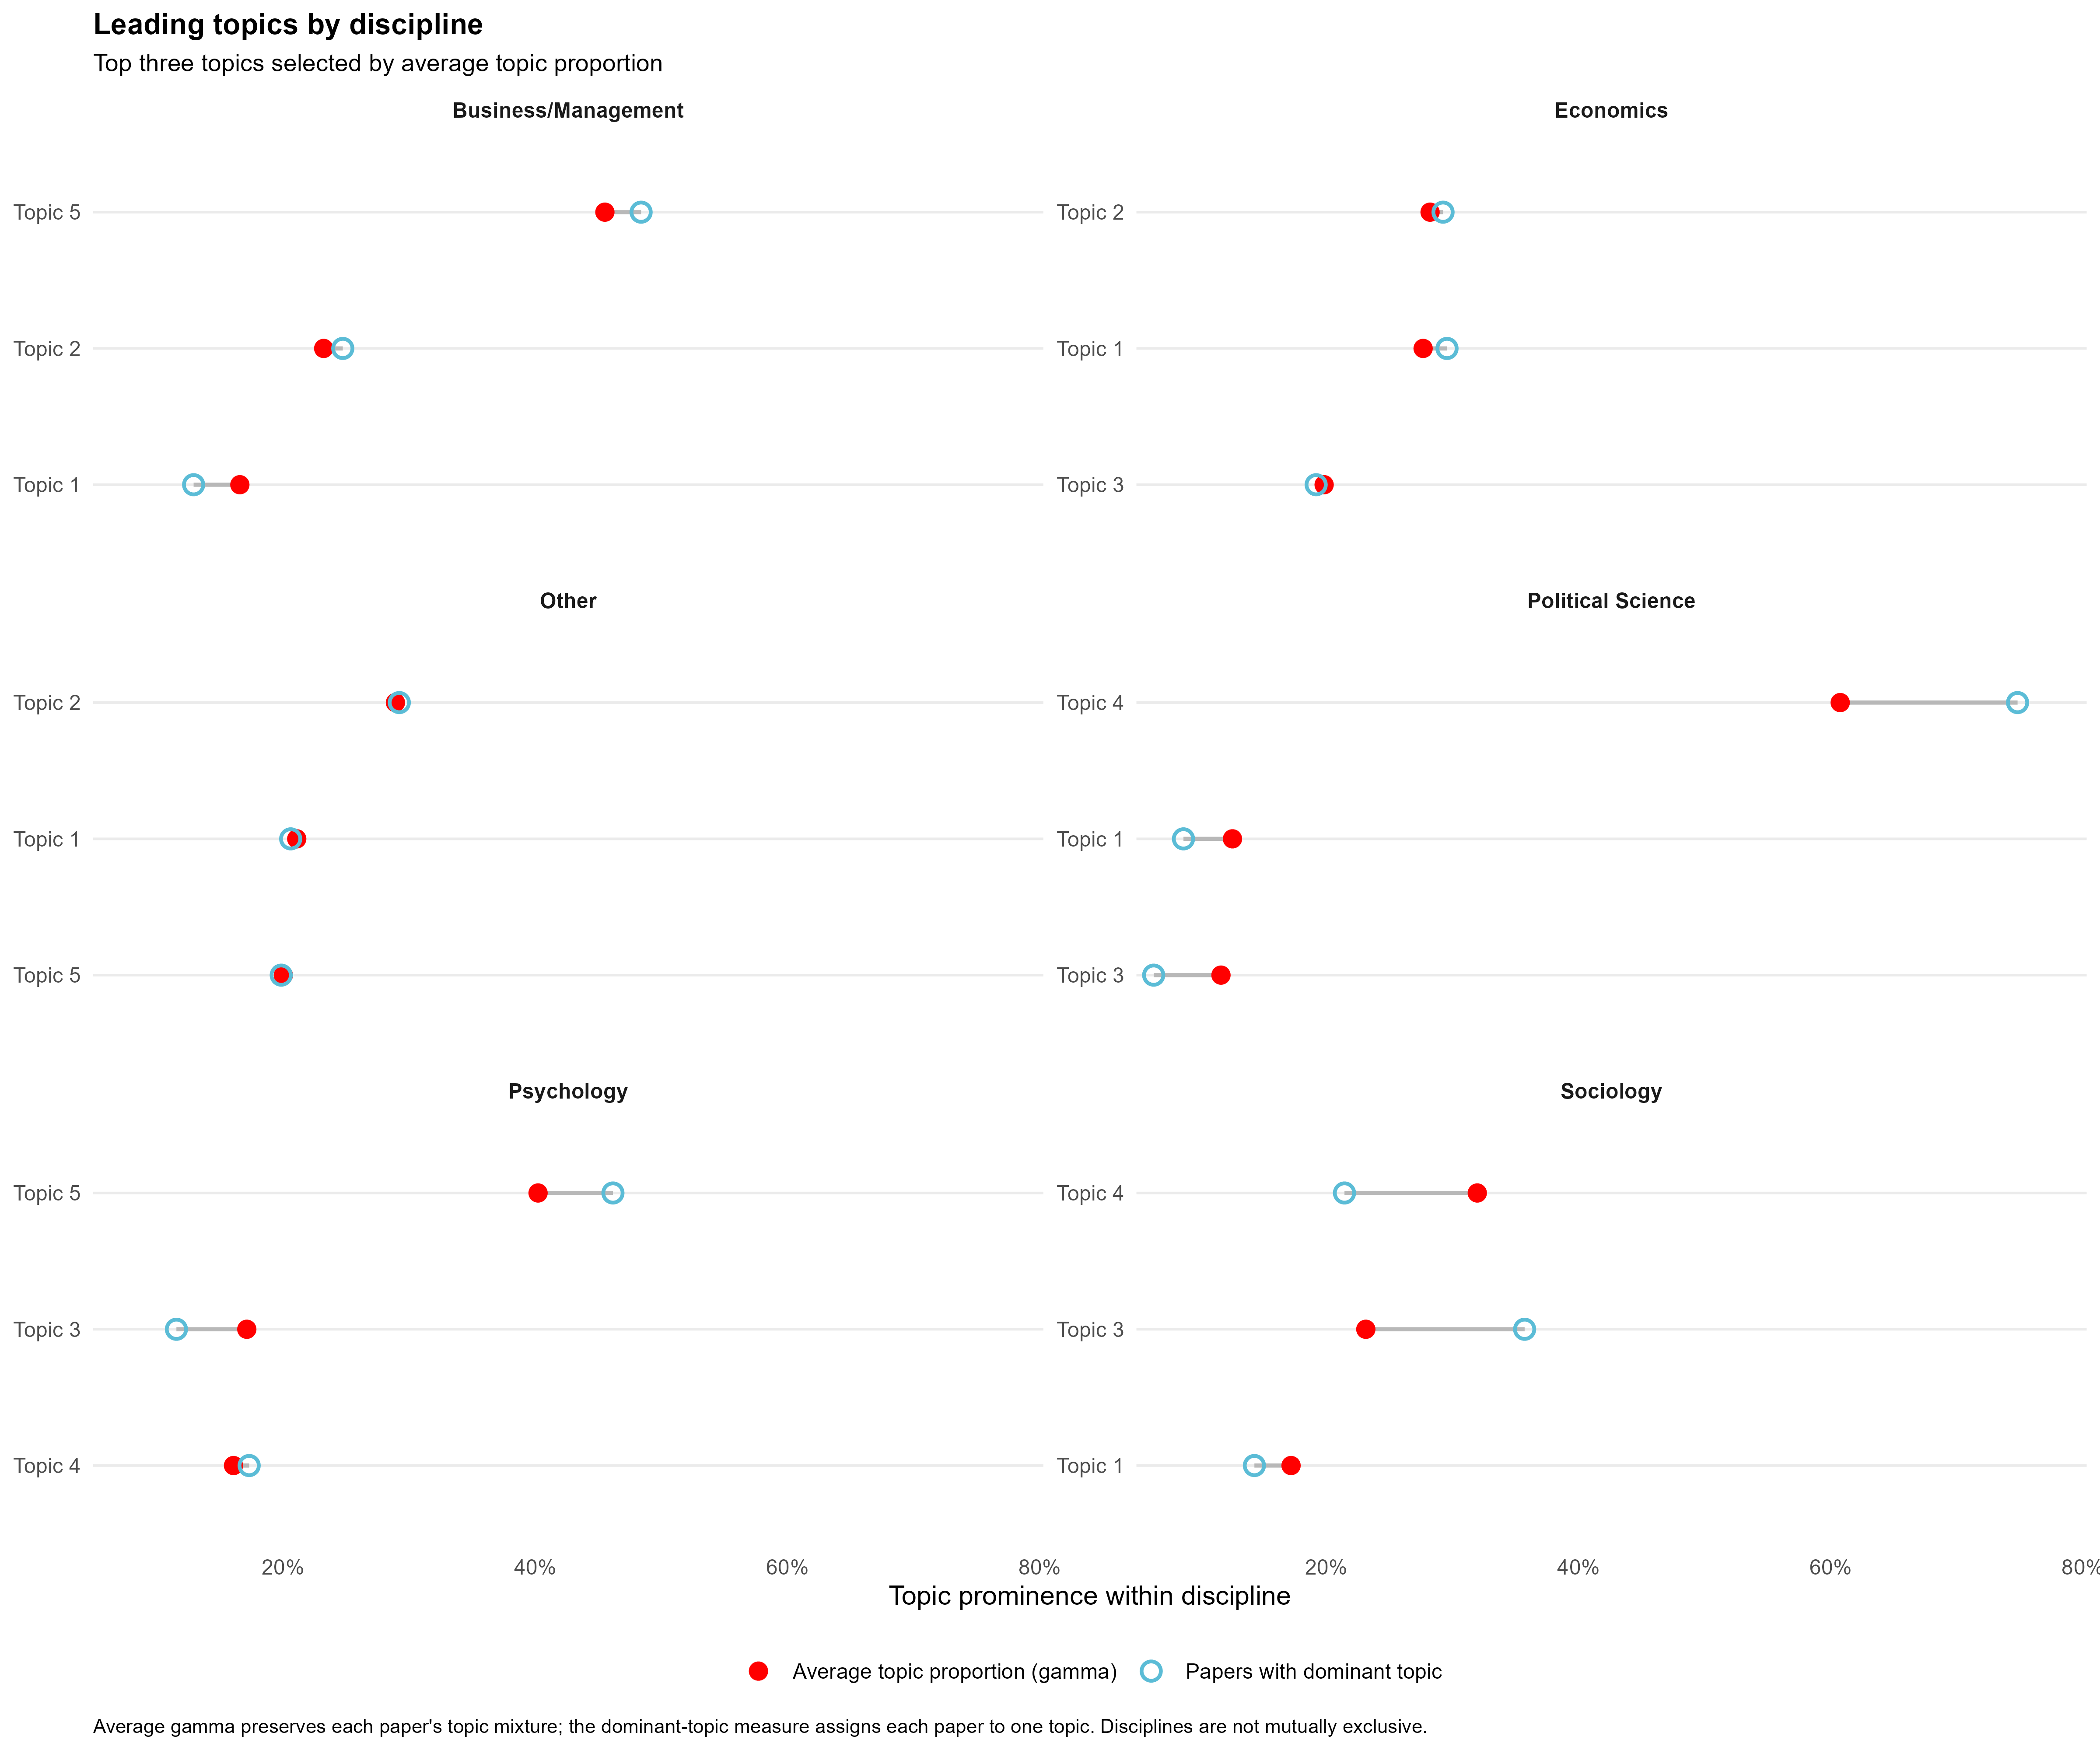 Leading topics by discipline
Top three topics selected by average topic proportion
Business/Management
Topic 5
Topic 2
Topic 1
Economics
Topic 2
Topic 1
Topic 3
Other
Topic 2
Topic 1
Topic 5
Political Science
Topic 4
Topic 1
Topic 3
Psychology
Topic 5
Topic 3
Topic 4
Sociology
Topic 4
Topic 3
Topic 1
20% 40% 60% 80% 20% 40% 60% 80%
Topic prominence within discipline
Average topic proportion (gamma) Papers with dominant topic
Average gamma preserves each paper's topic mixture; the dominant-topic measure assigns each paper to one topic. Disciplines are not mutually exclusive.